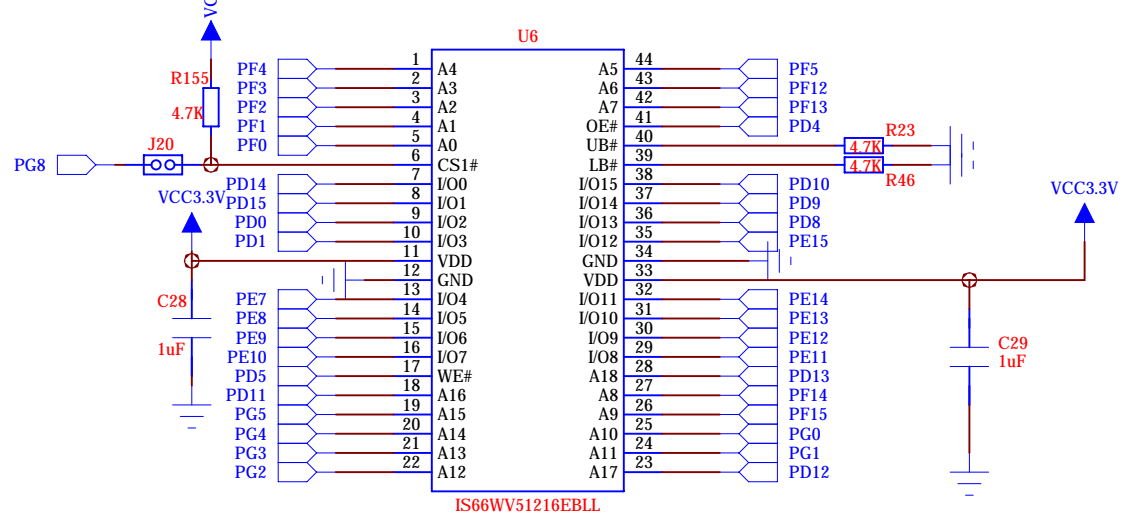 VC
U6
R155
4.7K
J20
PG8
VCC3.3V
C28
1uF
PF4 1 A4
PF3 2 A3
PF2 3 A2
PF1 4 A1
PF0 5 A0
6 CS1#
PD14 7 I/O0
PD15 8 I/O1
PD0 9 I/O2
PD1 10 I/O3
11 VDD
12 GND
PE7 13 I/O4
PE8 14 I/O5
PE9 15 I/O6
PE10 16 I/O7
PD5 17 WE#
PD11 18 A16
PG5 19 A15
PG4 20 A14
PG3 21 A13
PG2 22 A12
A5 44 PF5
A6 43 PF12
A7 42 PF13
OE# 41 PD4
UB# 40
LB# 39
I/O15 38 PD10
I/O14 37 PD9
I/O13 36 PD8
I/O12 35 PE15
GND 34
VDD 33
I/O11 32 PE14
I/O10 31 PE13
I/O9 30 PE12
I/O8 29 PE11
A18 28 PD13
A8 27 PF14
A9 26 PF15
A10 25 PG0
A11 24 PG1
A17 23 PD12
R23
4.7K
4.7K
R46
VCC3.3V
C29
1uF
IS66WV51216EBLL